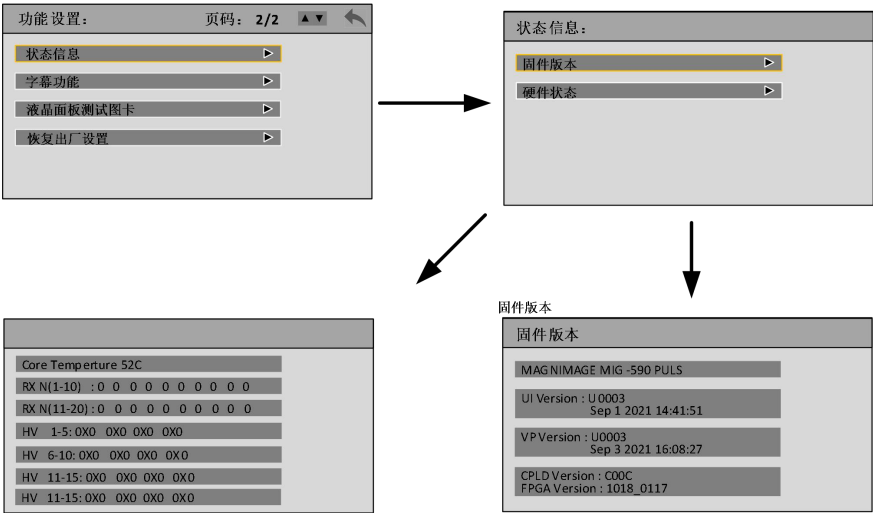 功能设置： 页码： 2/2 ▲▼
状态信息
字幕功能
液晶面板测试图卡
恢复出厂设置
状态信息：
固件版本
硬件状态
Core Temperture 52C
RX N(1-10) : 0 0 0 0 0 0 0 0 0 0
RX N(11-20) : 0 0 0 0 0 0 0 0 0 0
HV 1-5: 0X0 0X0 0X0 0X0
HV 6-10: 0X0 0X0 0X0 0X0
HV 11-15: 0X0 0X0 0X0 0X0
HV 11-15: 0X0 0X0 0X0 0X0
固件版本
固件版本
MAGNIMAGE MIG -590 PULS
UI Version : U0003
Sep 1 2021 14:41:51
VP Version : U0003
Sep 3 2021 16:08:27
CPLD Version : C00C
FPGA Version : 1018_0117